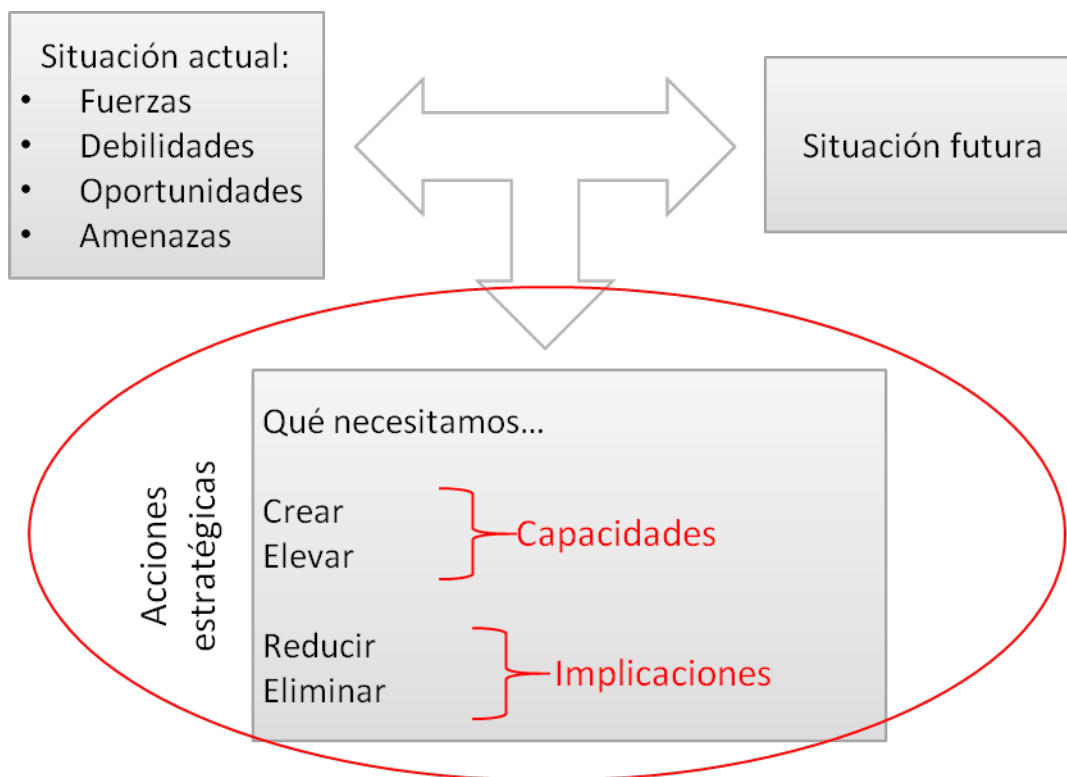 Situación actual:
• Fuerzas
• Debilidades
• Oportunidades
• Amenazas
Situación futura
Acciones
estratégicas
Qué necesitamos...
Crear
Elevar
Capacidades
Reducir
Eliminar
Implicaciones